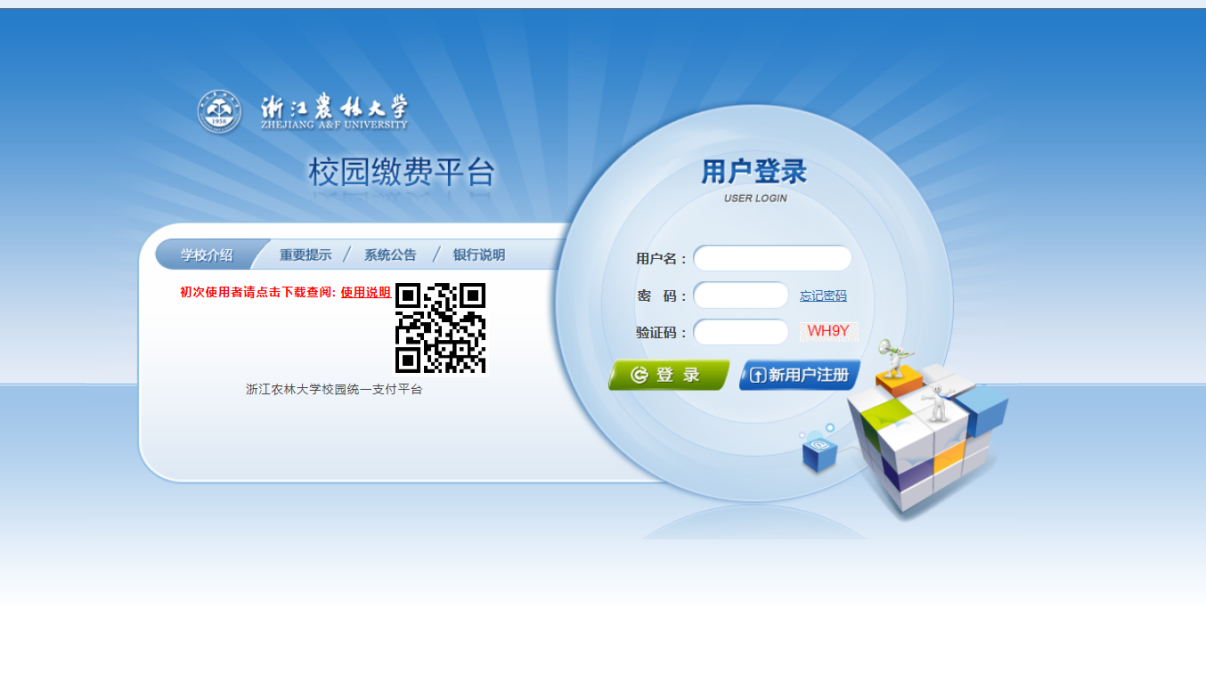 浙江农林大学
ZHEJIANG A&F UNIVERSITY
1958
校园缴费平台
学校介绍 / 重要提示 / 系统公告 / 银行说明
初次使用者请点击下载查阅: 使用说明
浙江农林大学校园统一支付平台
用户登录
USER LOGIN
用户名：
密 码：
忘记密码
验证码：
WH9Y
登 录
新用户注册